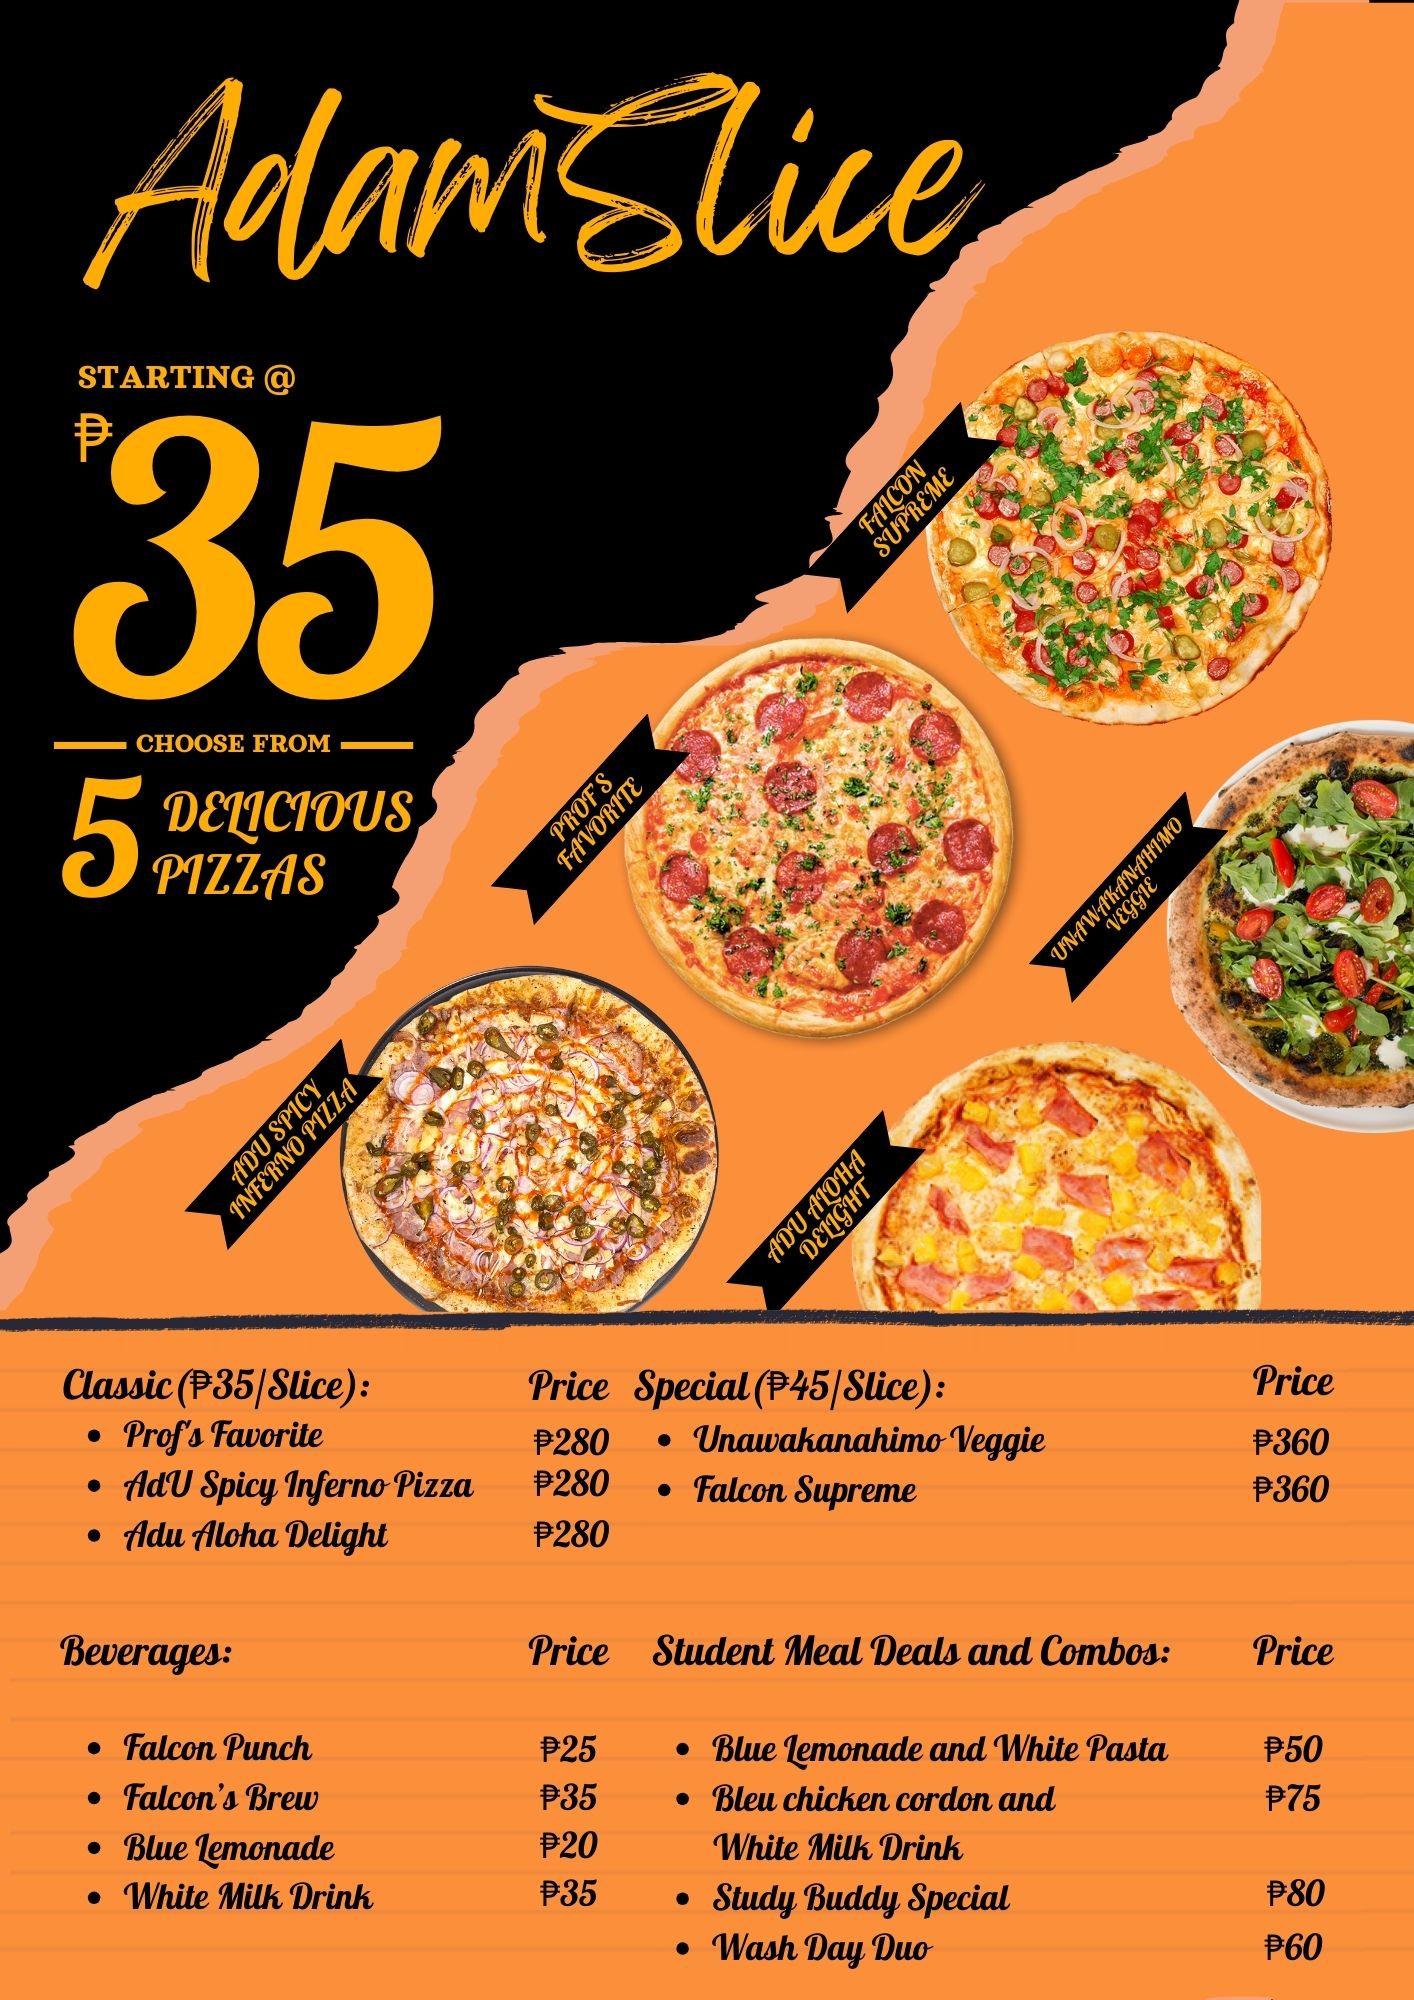 AdamSlice
STARTING @
₱35
CHOOSE FROM
5 DELICIOUS
PIZZAS
FALCON
SUPREME
PROF'S
FAVORITE
UNAWAKANAHIMO
VEGGIE
ADU SPICY
INFERNO PIZZA
ADU ALOHA
DELIGHT
Classic (₱35/Slice): Price
• Prof's Favorite ₱280
• AdU Spicy Inferno Pizza ₱280
• Adu Aloha Delight ₱280
Special (₱45/Slice): Price
• Unawakanahimo Veggie ₱360
• Falcon Supreme ₱360
Beverages: Price
• Falcon Punch ₱25
• Falcon’s Brew ₱35
• Blue Lemonade ₱20
• White Milk Drink ₱35
Student Meal Deals and Combos: Price
• Blue Lemonade and White Pasta ₱50
• Bleu chicken cordon and ₱75
White Milk Drink
• Study Buddy Special ₱80
• Wash Day Duo ₱60